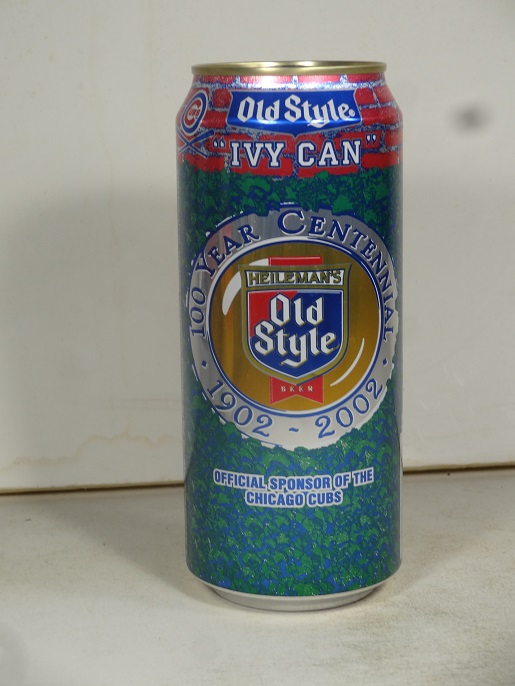 Old Style
"IVY CAN"
100 YEAR CENTENNIAL
HEILEMAN'S
Old
Style
BEER
· 1902 - 2002 ·
OFFICIAL SPONSOR OF THE
CHICAGO CUBS